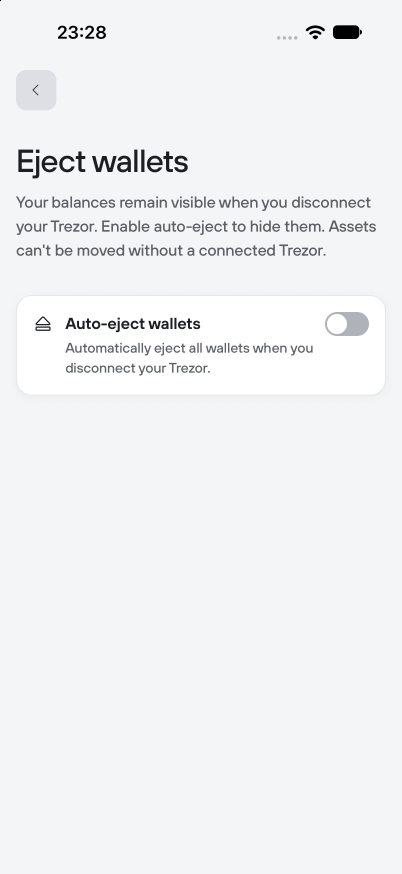 23:28
Eject wallets
Your balances remain visible when you disconnect
your Trezor. Enable auto-eject to hide them. Assets
can't be moved without a connected Trezor.
Auto-eject wallets
Automatically eject all wallets when you
disconnect your Trezor.